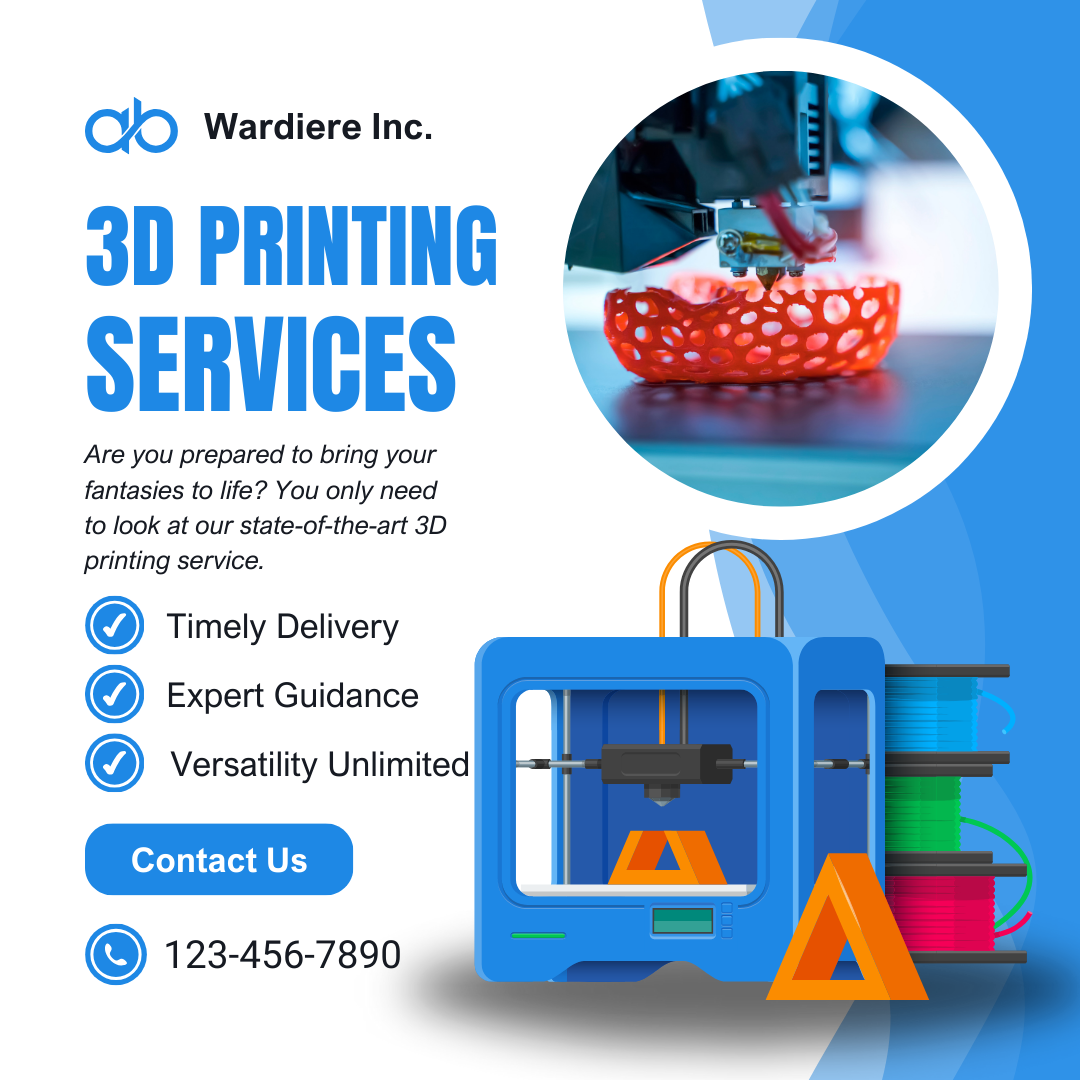 ab
Wardiere Inc.
3D PRINTING
SERVICES
Are you prepared to bring your
fantasies to life? You only need
to look at our state-of-the-art 3D
printing service.
Timely Delivery
Expert Guidance
Versatility Unlimited
Contact Us
123-456-7890